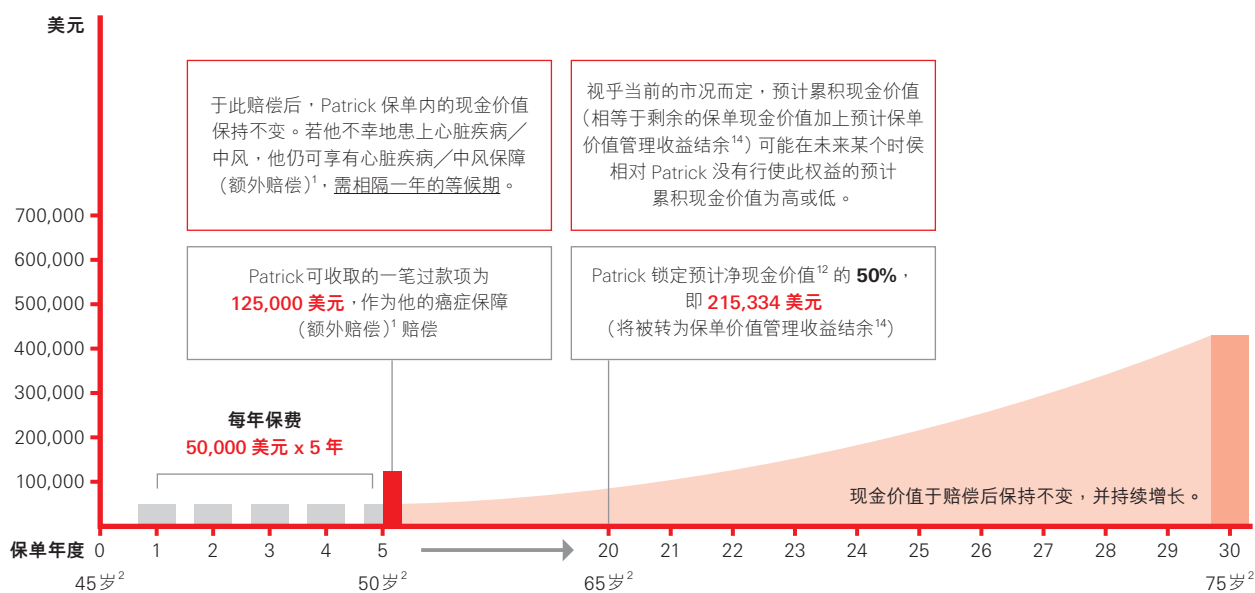 美元
于此赔偿后，Patrick 保单内的现金价值
保持不变。若他不幸地患上心脏疾病／
中风，他仍可享有心脏疾病／中风保障
（额外赔偿）1，需相隔一年的等候期。
视乎当前的市况而定，预计累积现金价值
（相等于剩余的保单现金价值加上预计保单
价值管理收益结余14）可能在未来某个时候
相对 Patrick 没有行使此权益的预计
累积现金价值为高或低。
Patrick可收取的一笔过款项为
125,000 美元，作为他的癌症保障
（额外赔偿）1 赔偿
Patrick 锁定预计净现金价值12 的 50%，
即 215,334 美元
（将被转为保单价值管理收益结余14）
700,000
600,000
500,000
400,000
300,000
200,000
100,000
每年保费
50,000 美元 x 5 年
现金价值于赔偿后保持不变，并持续增长。
保单年度 0 1 2 3 4 5 20 21 22 23 24 25 26 27 28 29 30
45岁2 50岁2 65岁2 75岁2